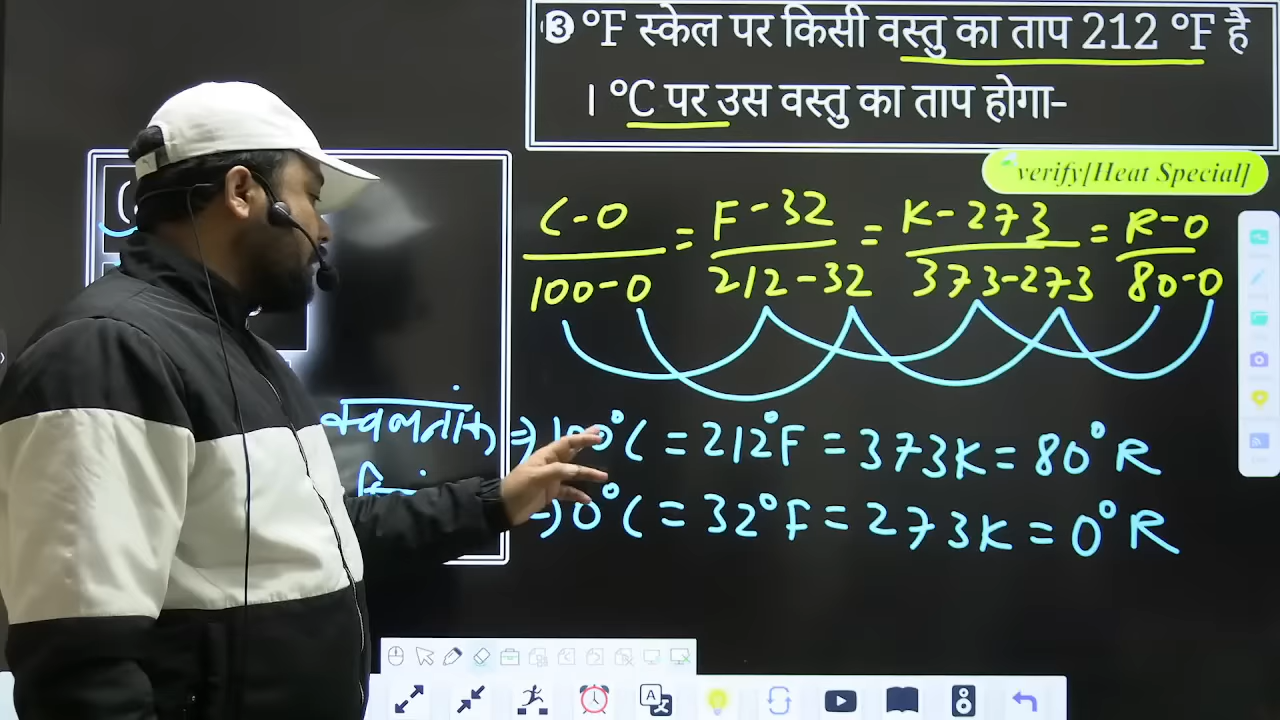 ❸ °F स्केल पर किसी वस्तु का ताप 212 °F है
। °C पर उस वस्तु का ताप होगा-
verify[Heat Special]
C-0 / 100-0 = F-32 / 212-32 = K-273 / 373-273 = R-0 / 80-0
क्वथनांक ⇒ 100°C = 212°F = 373K = 80°R
0°C = 32°F = 273K = 0°R